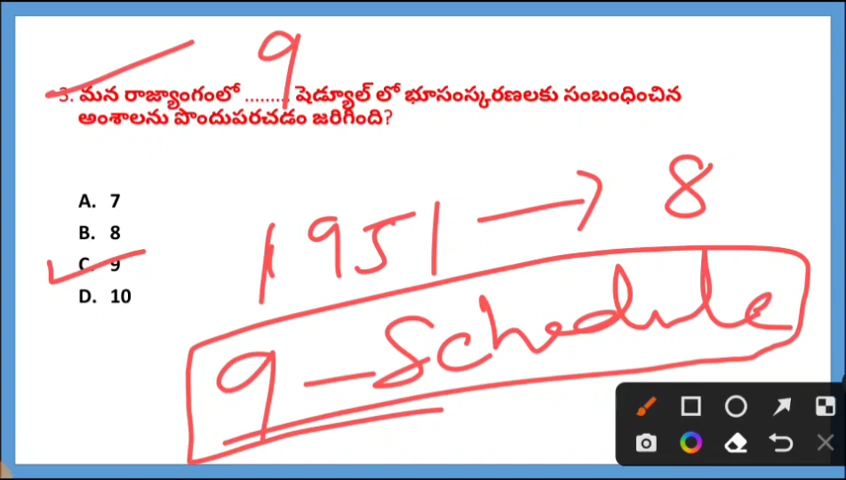 9
3. మన రాజ్యాంగంలో ........ షెడ్యూల్ లో భూసంస్కరణలకు సంబంధించిన
అంశాలను పొందుపరచడం జరిగింది?
A. 7
B. 8
C. 9
D. 10
1951 → 8
9 - Schedule